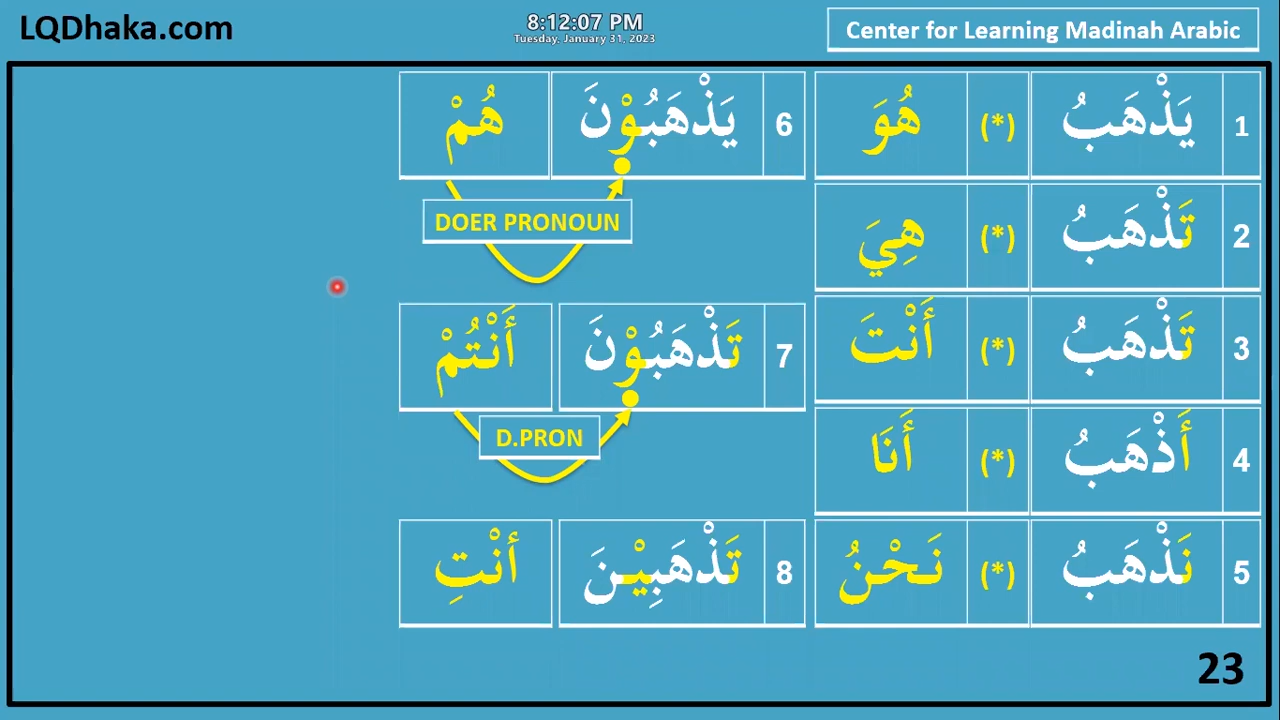 LQDhaka.com
8:12:07 PM
Tuesday, January 31, 2023
Center for Learning Madinah Arabic
1 يَذْهَبُ (*) هُوَ
2 تَذْهَبُ (*) هِيَ
3 تَذْهَبُ (*) أَنْتَ
4 أَذْهَبُ (*) أَنَا
5 نَذْهَبُ (*) نَحْنُ
6 يَذْهَبُوْنَ هُمْ
DOER PRONOUN
7 تَذْهَبُوْنَ أَنْتُمْ
D.PRON
8 تَذْهَبِيْنَ أنْتِ
23